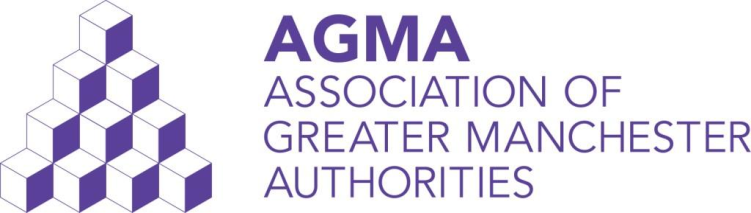 AGMA
ASSOCIATION OF
GREATER MANCHESTER
AUTHORITIES